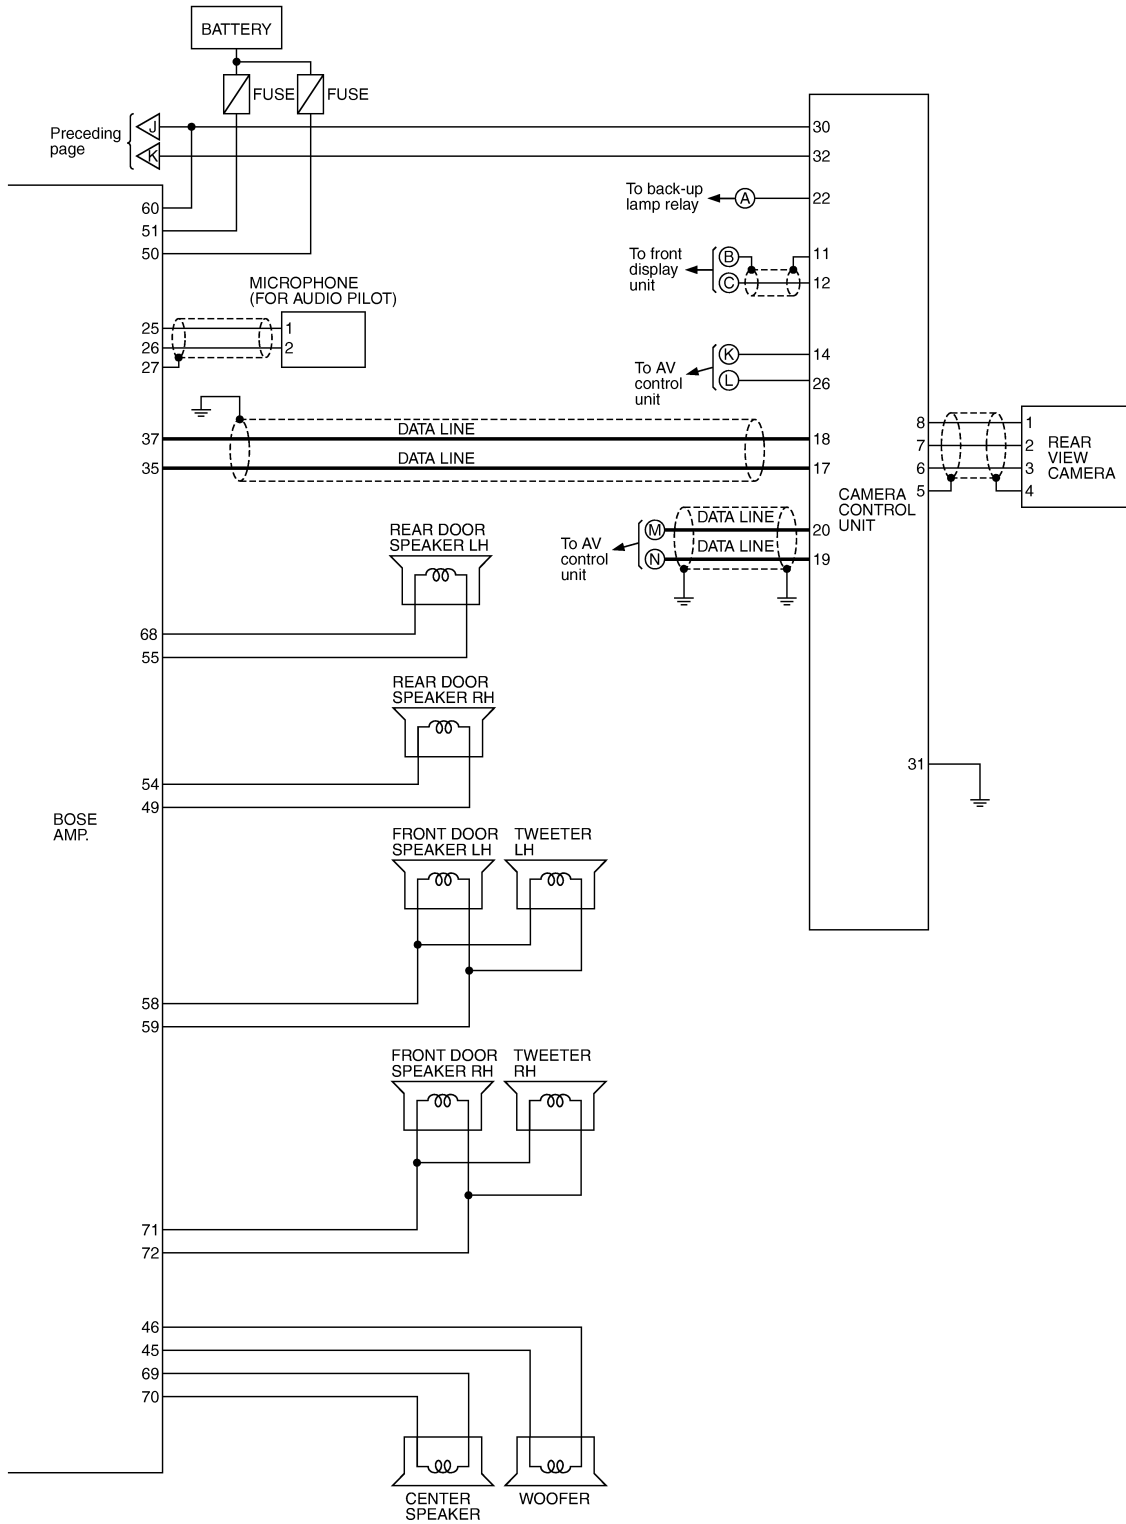 BATTERY
FUSE
FUSE
Preceding
page
J
K
30
32
To back-up
lamp relay
A
22
60
51
50
To front
display
unit
B
C
11
12
MICROPHONE
(FOR AUDIO PILOT)
25
26
27
1
2
To AV
control
unit
K
L
14
26
37
35
DATA LINE
DATA LINE
18
17
8
7
6
5
1
2
3
4
REAR
VIEW
CAMERA
CAMERA
CONTROL
UNIT
To AV
control
unit
M
N
DATA LINE
DATA LINE
20
19
REAR DOOR
SPEAKER LH
68
55
REAR DOOR
SPEAKER RH
54
49
31
BOSE
AMP.
FRONT DOOR
SPEAKER LH
TWEETER
LH
58
59
FRONT DOOR
SPEAKER RH
TWEETER
RH
71
72
46
45
69
70
CENTER
SPEAKER
WOOFER